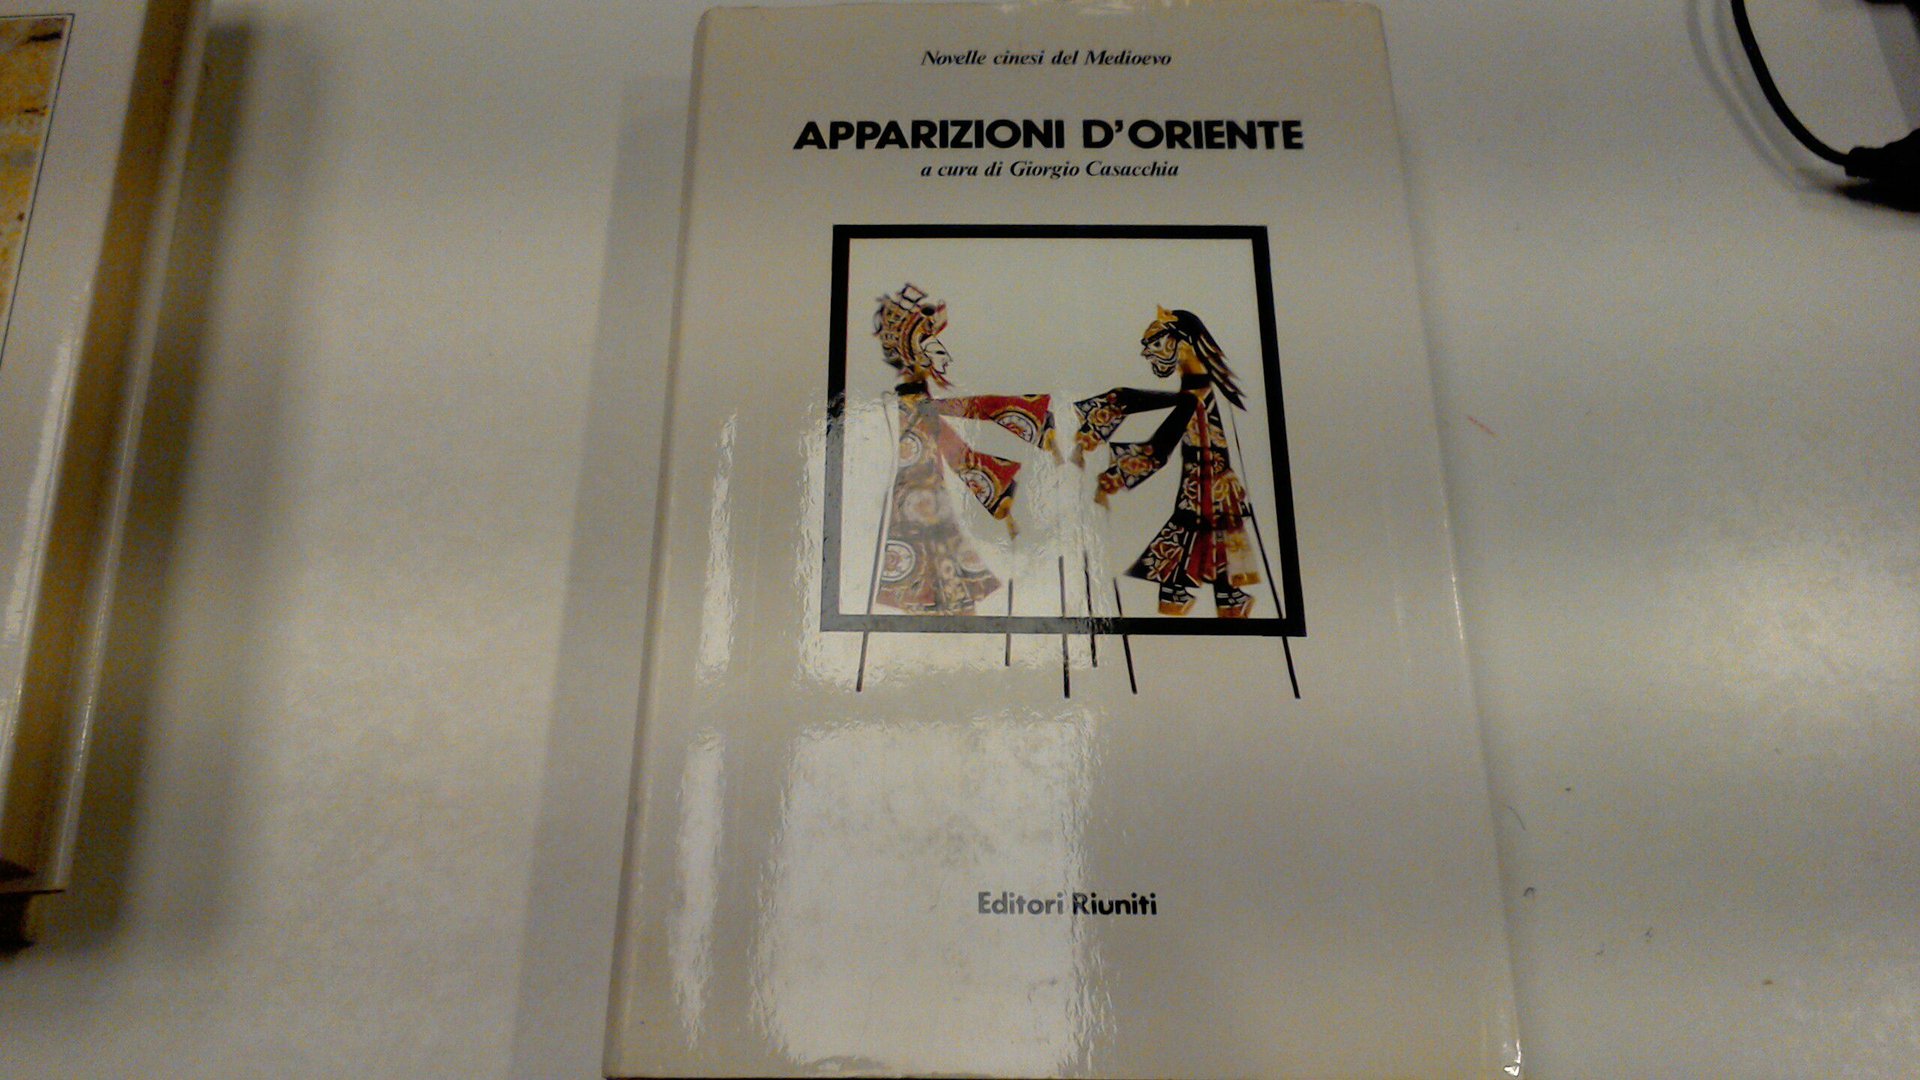 Novelle cinesi del Medioevo
APPARIZIONI D'ORIENTE
a cura di Giorgio Casacchia
Editori Riuniti